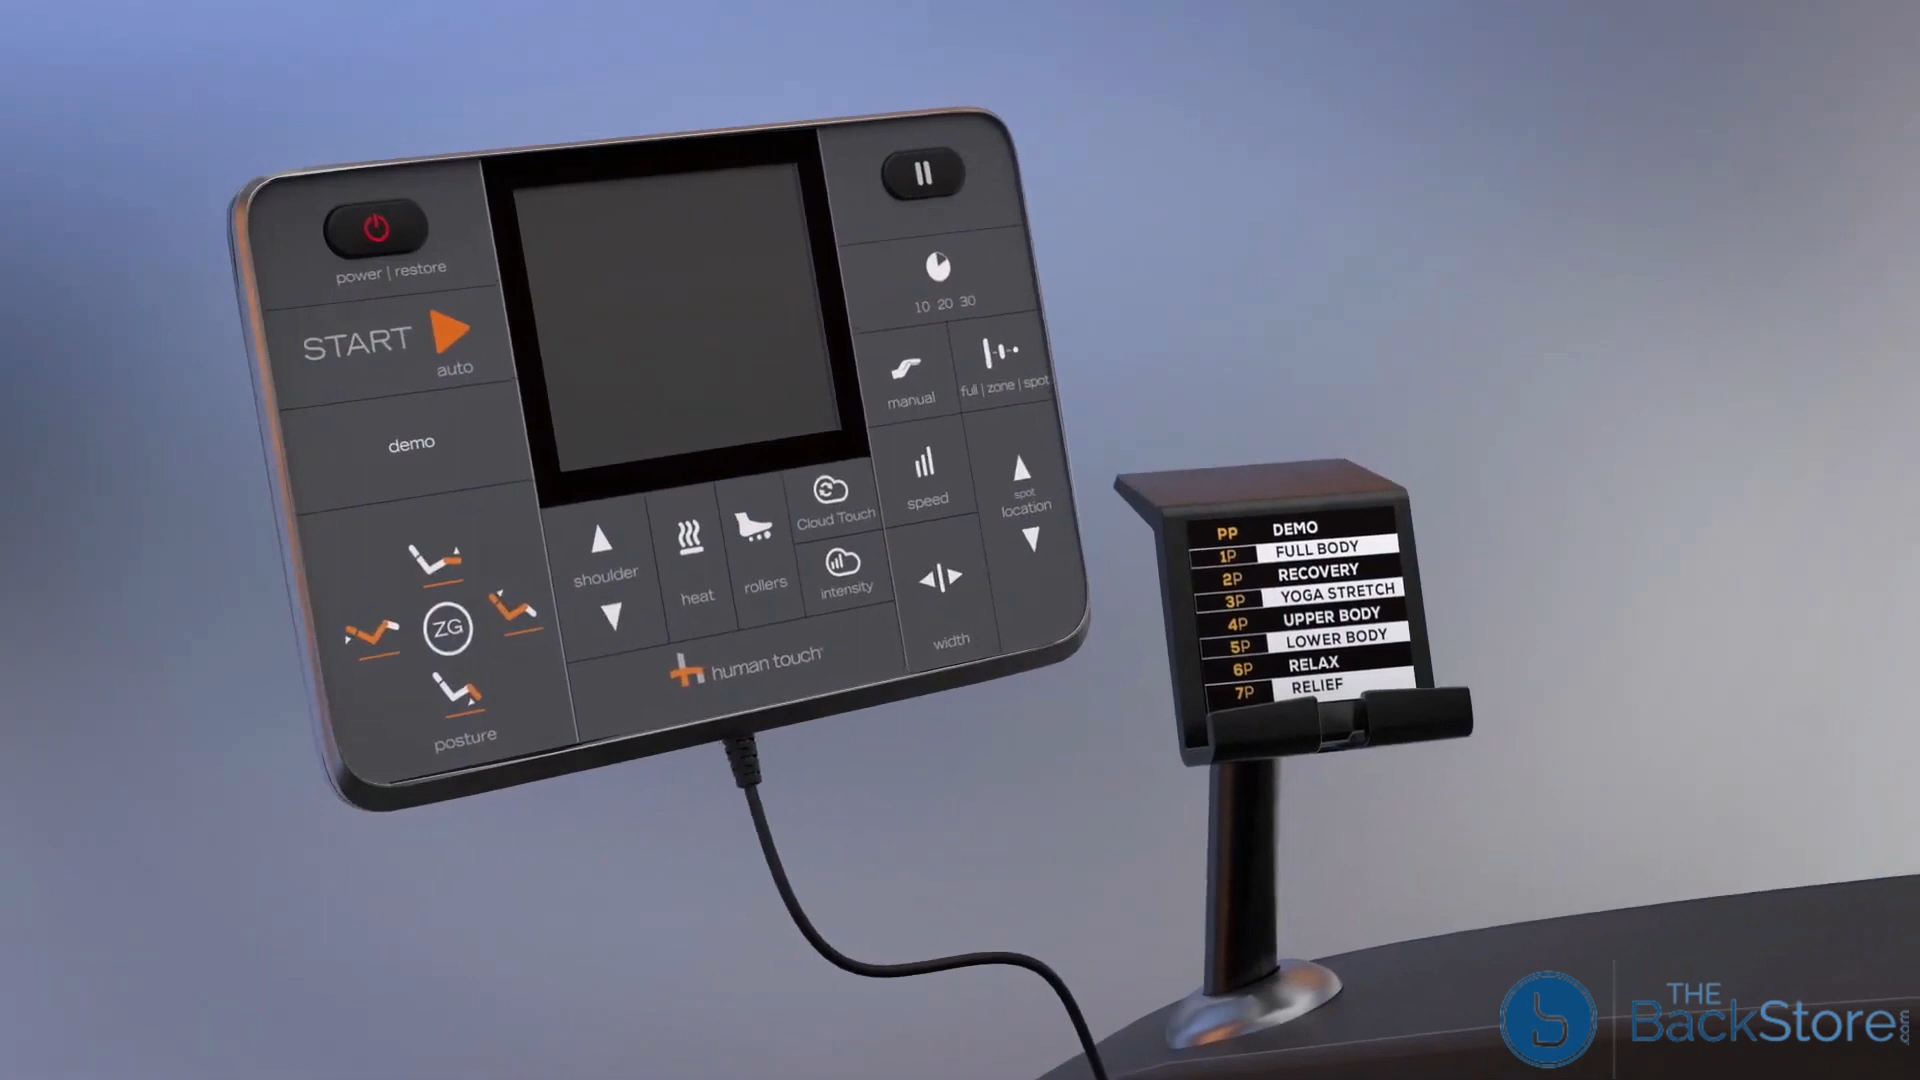 power | restore
START
auto
demo
ZG
posture
10 20 30
manual
full | zone | spot
speed
spot
location
width
shoulder
heat
rollers
Cloud Touch
intensity
human touch
PP DEMO
1P FULL BODY
2P RECOVERY
3P YOGA STRETCH
4P UPPER BODY
5P LOWER BODY
6P RELAX
7P RELIEF
THE
BackStore.com